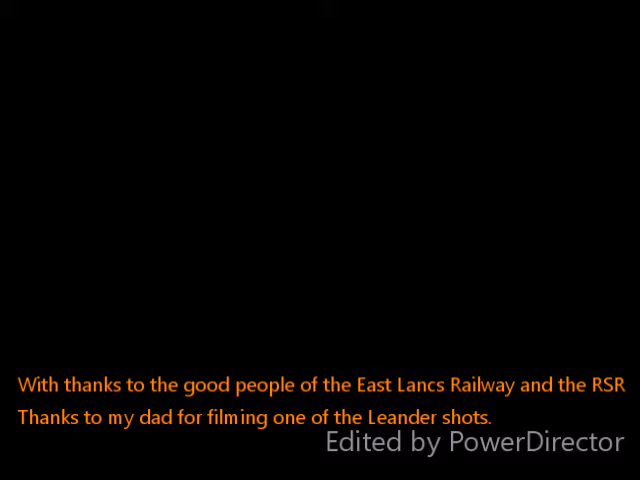 With thanks to the good people of the East Lancs Railway and the RSR
Thanks to my dad for filming one of the Leander shots.
Edited by PowerDirector